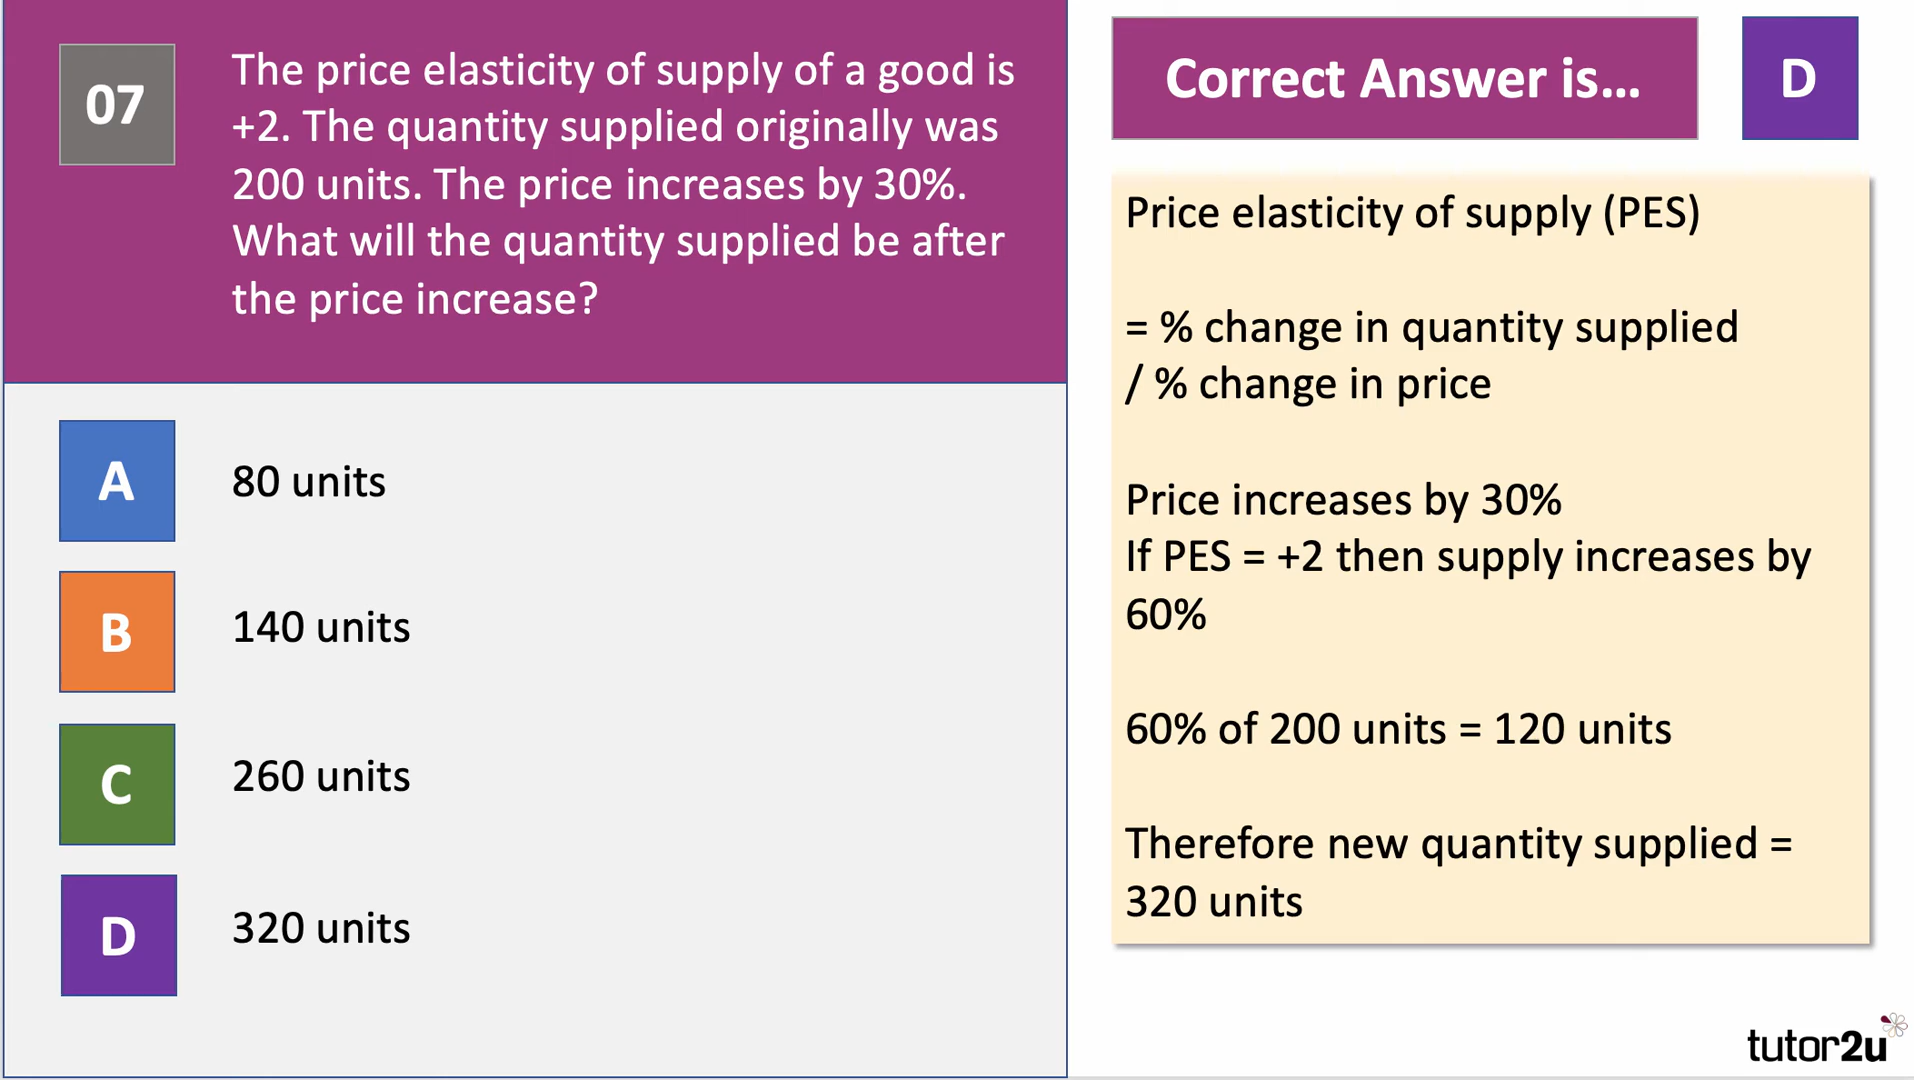 07
The price elasticity of supply of a good is
+2. The quantity supplied originally was
200 units. The price increases by 30%.
What will the quantity supplied be after
the price increase?
A
80 units
B
140 units
C
260 units
D
320 units
Correct Answer is...
D
Price elasticity of supply (PES)
= % change in quantity supplied
/ % change in price
Price increases by 30%
If PES = +2 then supply increases by
60%
60% of 200 units = 120 units
Therefore new quantity supplied =
320 units
tutor2u